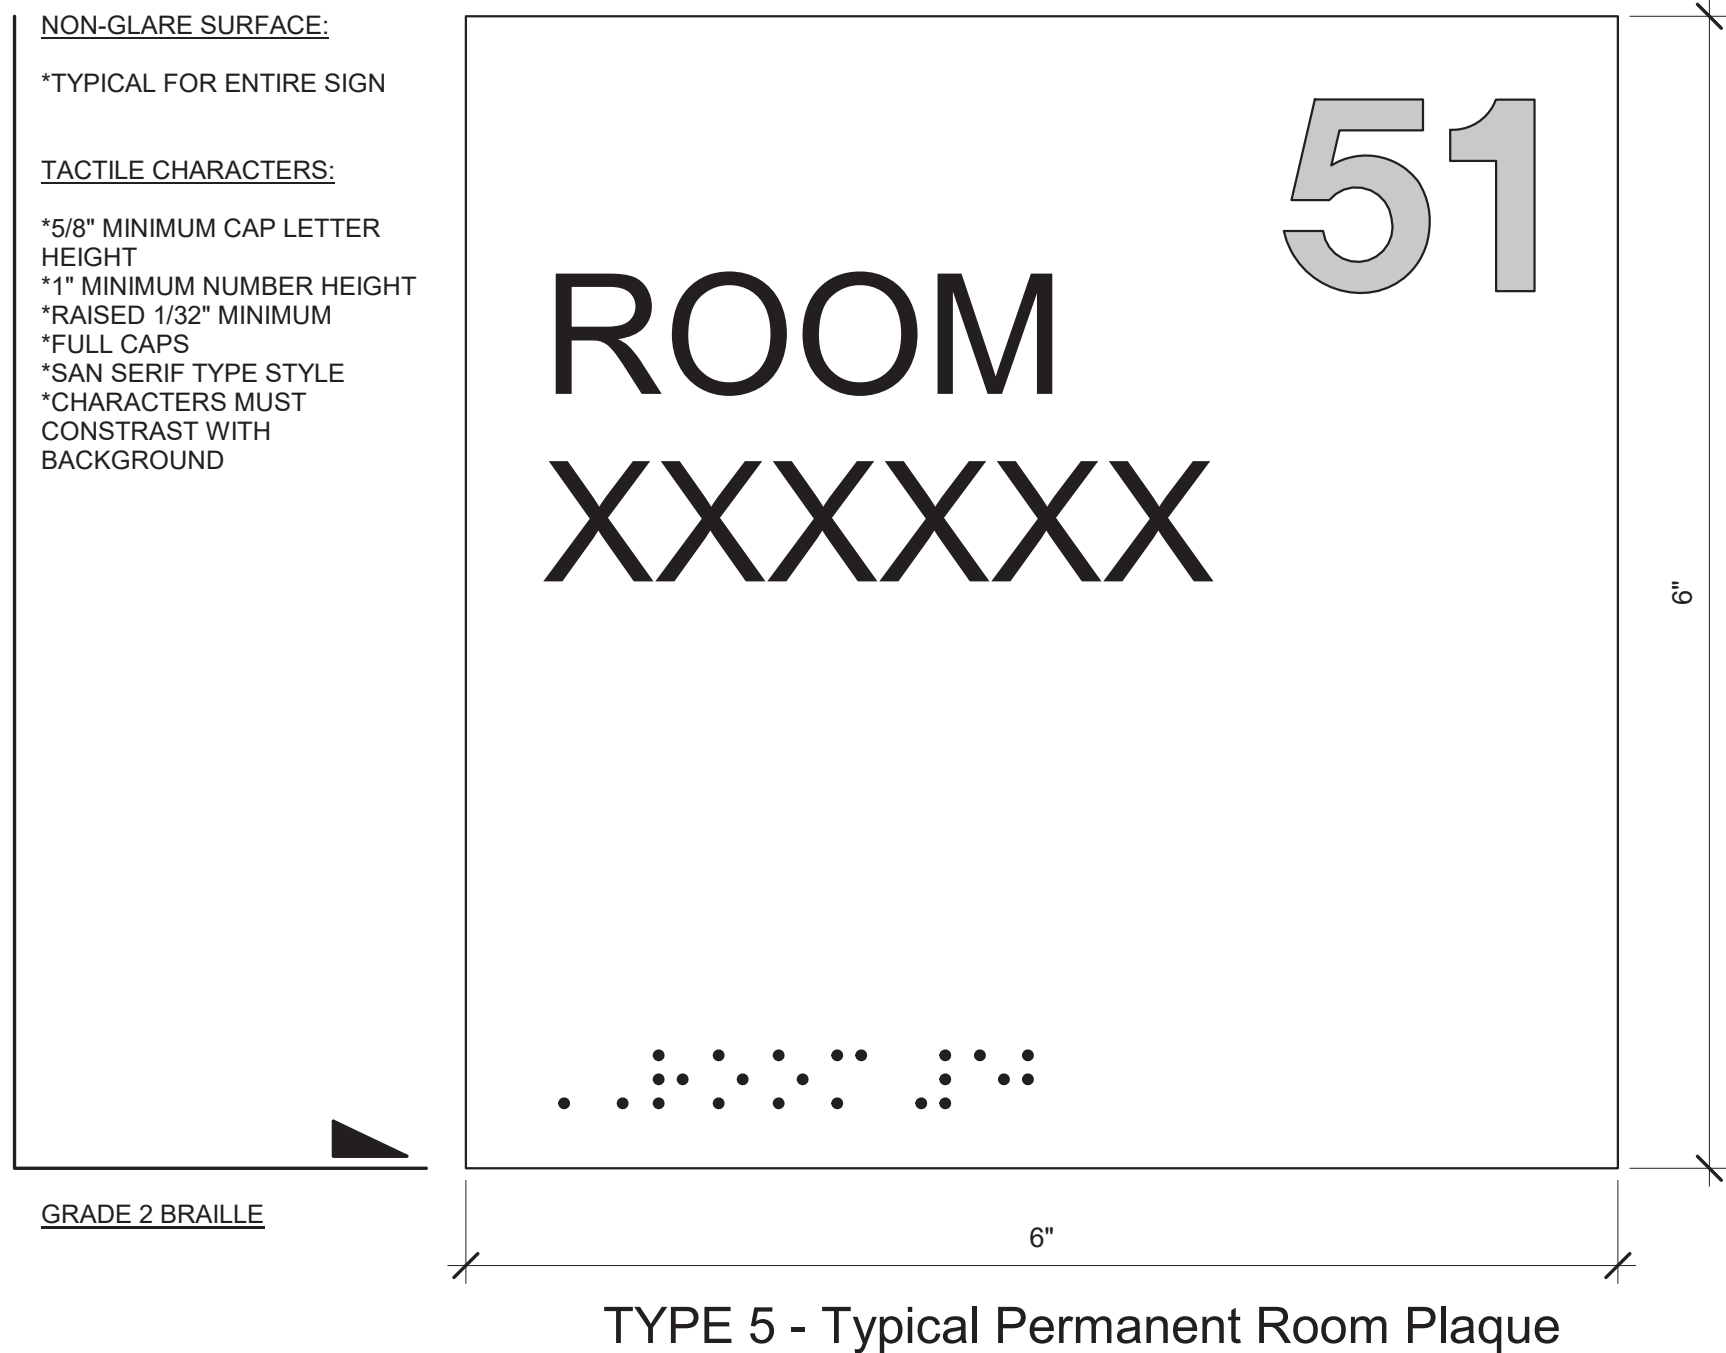 NON-GLARE SURFACE:
*TYPICAL FOR ENTIRE SIGN
TACTILE CHARACTERS:
*5/8" MINIMUM CAP LETTER
HEIGHT
*1" MINIMUM NUMBER HEIGHT
*RAISED 1/32" MINIMUM
*FULL CAPS
*SAN SERIF TYPE STYLE
*CHARACTERS MUST
CONSTRAST WITH
BACKGROUND
GRADE 2 BRAILLE
51
ROOM
XXXXXX
⠠⠠⠗⠕⠕⠍
6"
6"
TYPE 5 - Typical Permanent Room Plaque